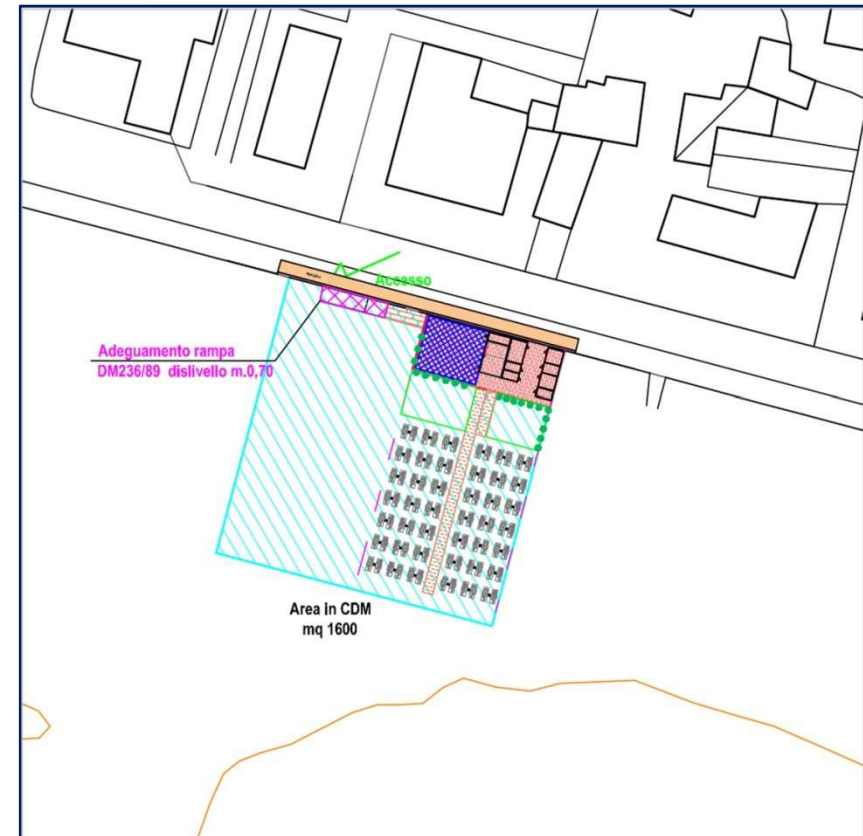 Accesso
Adeguamento rampa
DM236/89 dislivello m.0,70
Area in CDM
mq 1600